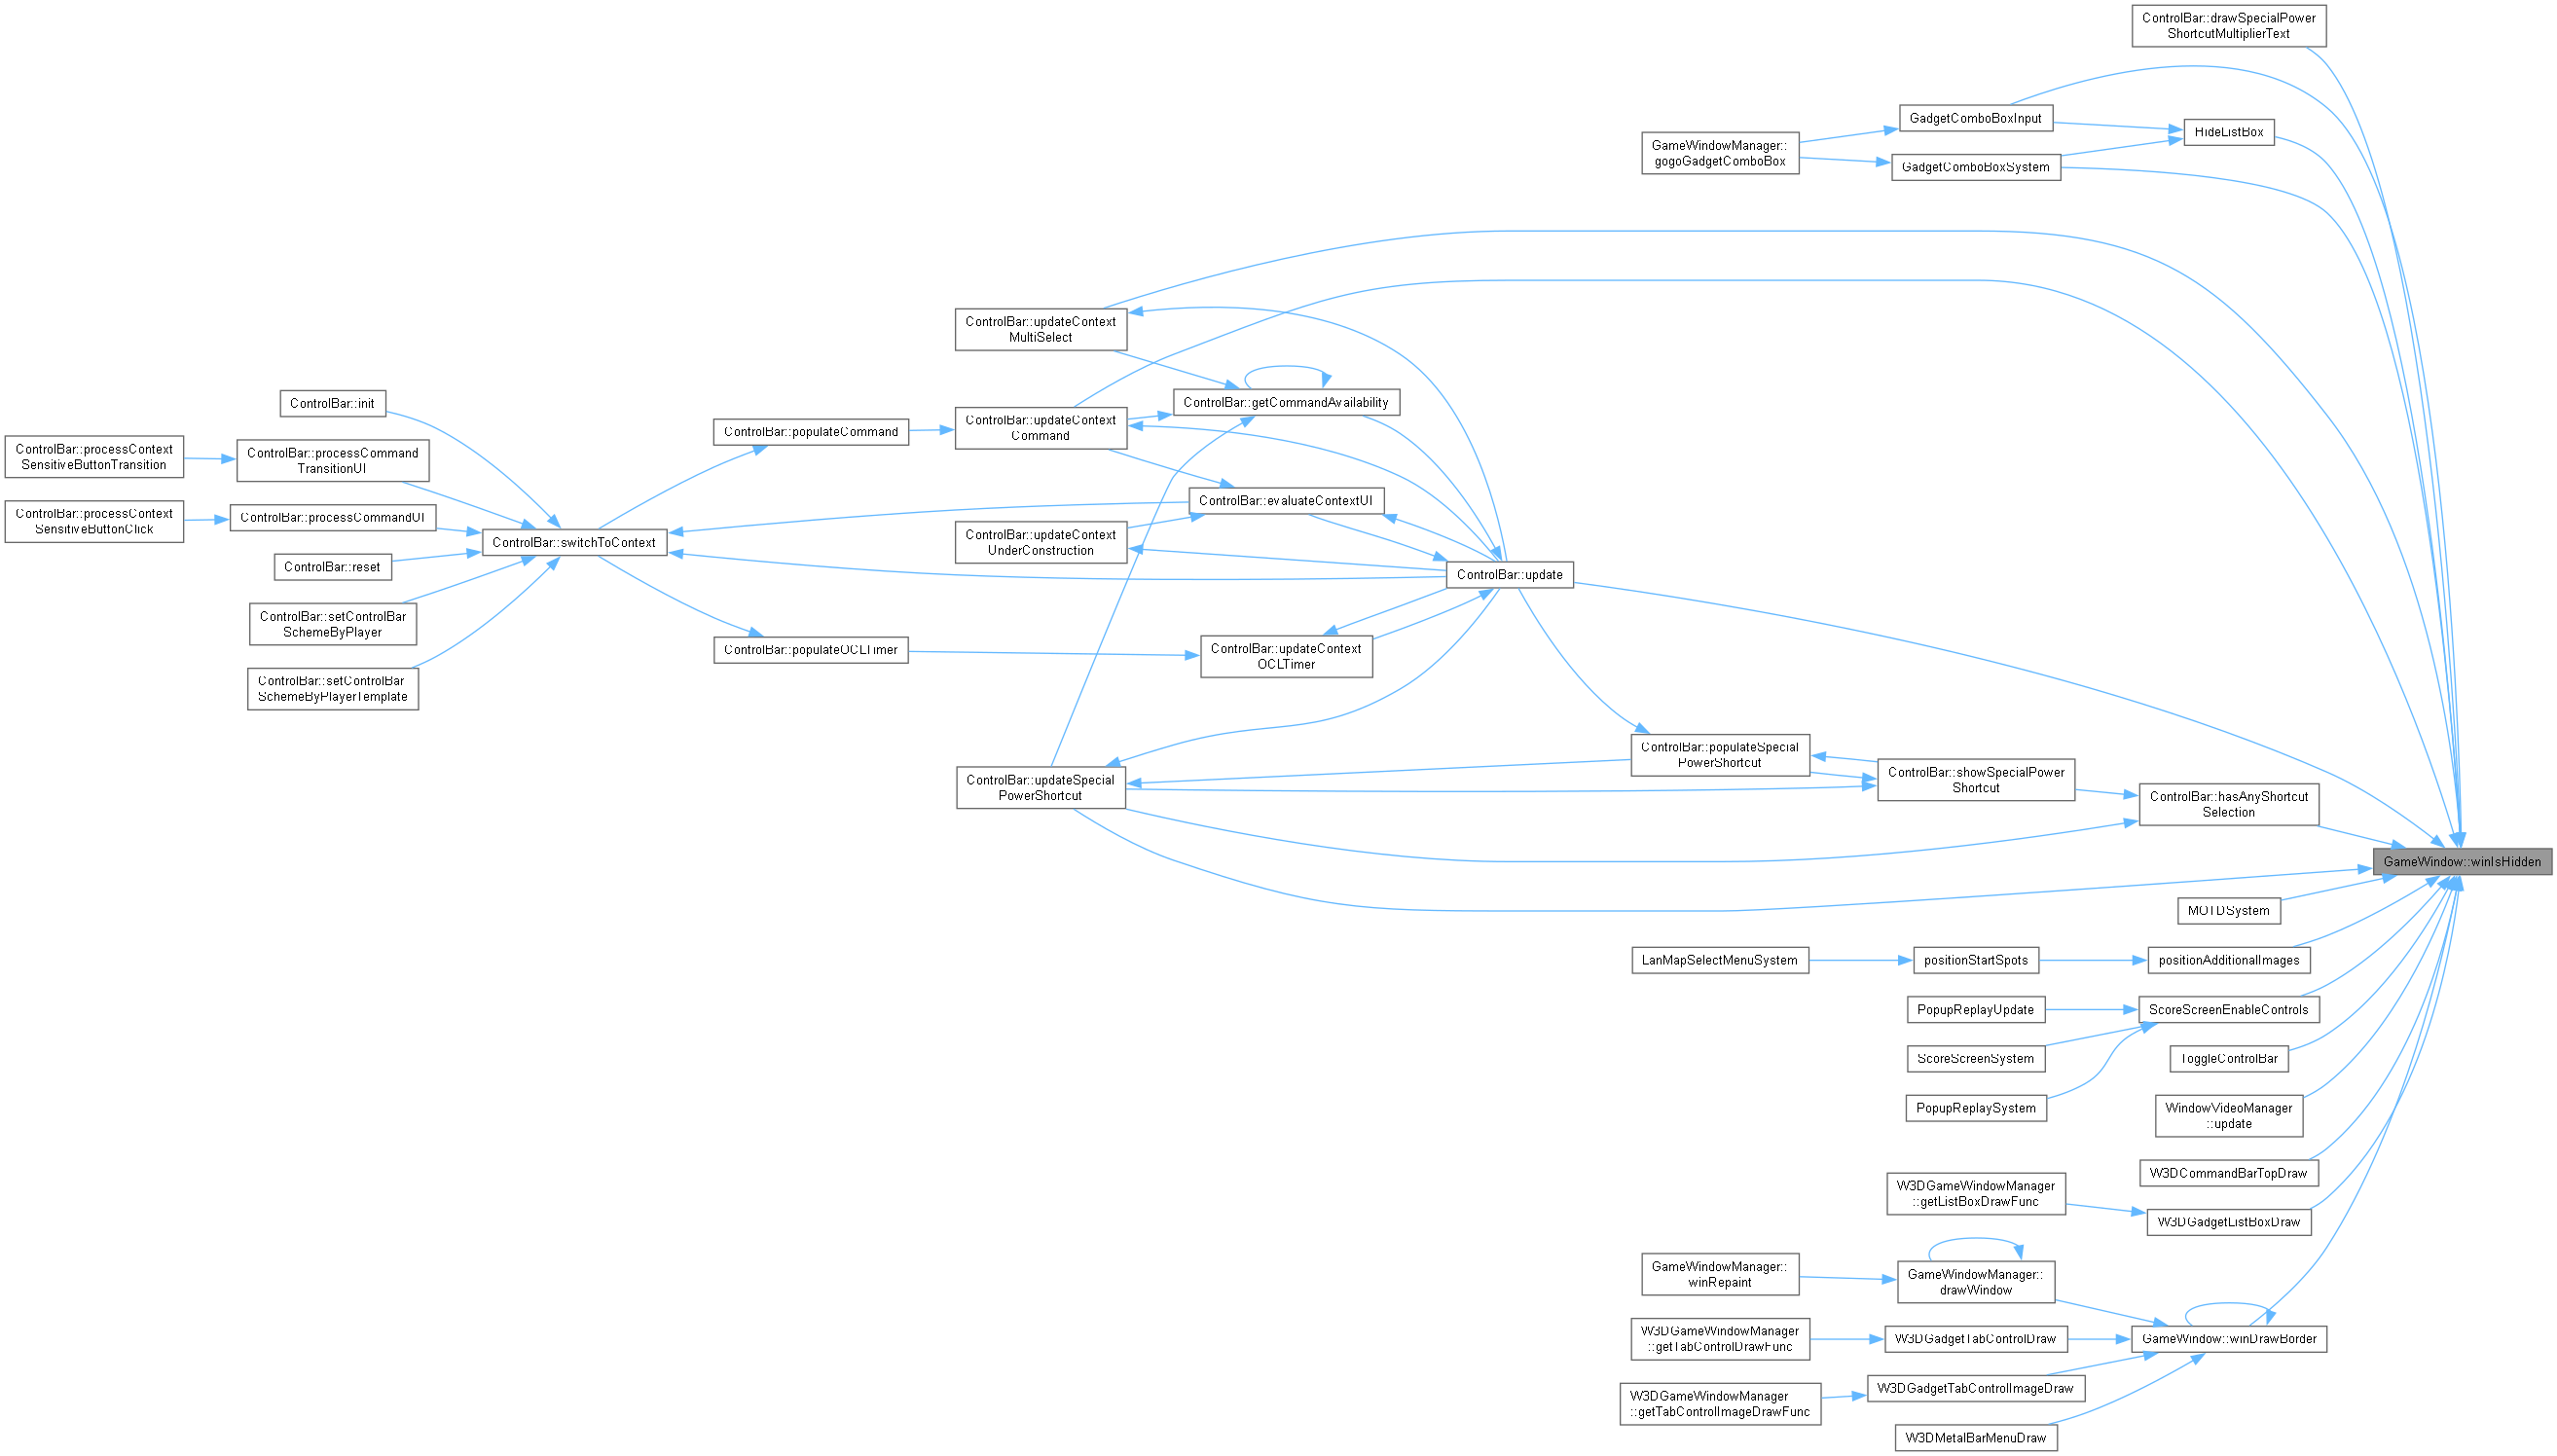 ControlBar::drawSpecialPower
ShortcutMultiplierText
GadgetComboBoxInput
HideListBox
GameWindowManager::
gogoGadgetComboBox
GadgetComboBoxSystem
ControlBar::updateContext
MultiSelect
ControlBar::getCommandAvailability
ControlBar::init
ControlBar::populateCommand
ControlBar::updateContext
Command
ControlBar::processContext
SensitiveButtonTransition
ControlBar::processCommand
TransitionUI
ControlBar::evaluateContextUI
ControlBar::processContext
SensitiveButtonClick
ControlBar::processCommandUI
ControlBar::switchToContext
ControlBar::updateContext
UnderConstruction
ControlBar::reset
ControlBar::update
ControlBar::setControlBar
SchemeByPlayer
ControlBar::populateOCLTimer
ControlBar::updateContext
OCLTimer
ControlBar::setControlBar
SchemeByPlayerTemplate
ControlBar::populateSpecial
PowerShortcut
ControlBar::updateSpecial
PowerShortcut
ControlBar::showSpecialPower
Shortcut
ControlBar::hasAnyShortcut
Selection
GameWindow::winIsHidden
MOTDSystem
LanMapSelectMenuSystem
positionStartSpots
positionAdditionalImages
PopupReplayUpdate
ScoreScreenEnableControls
ScoreScreenSystem
ToggleControlBar
PopupReplaySystem
WindowVideoManager
::update
W3DCommandBarTopDraw
W3DGameWindowManager
::getListBoxDrawFunc
W3DGadgetListBoxDraw
GameWindowManager::
winRepaint
GameWindowManager::
drawWindow
W3DGameWindowManager
::getTabControlDrawFunc
W3DGadgetTabControlDraw
GameWindow::winDrawBorder
W3DGameWindowManager
::getTabControlImageDrawFunc
W3DGadgetTabControlImageDraw
W3DMetalBarMenuDraw